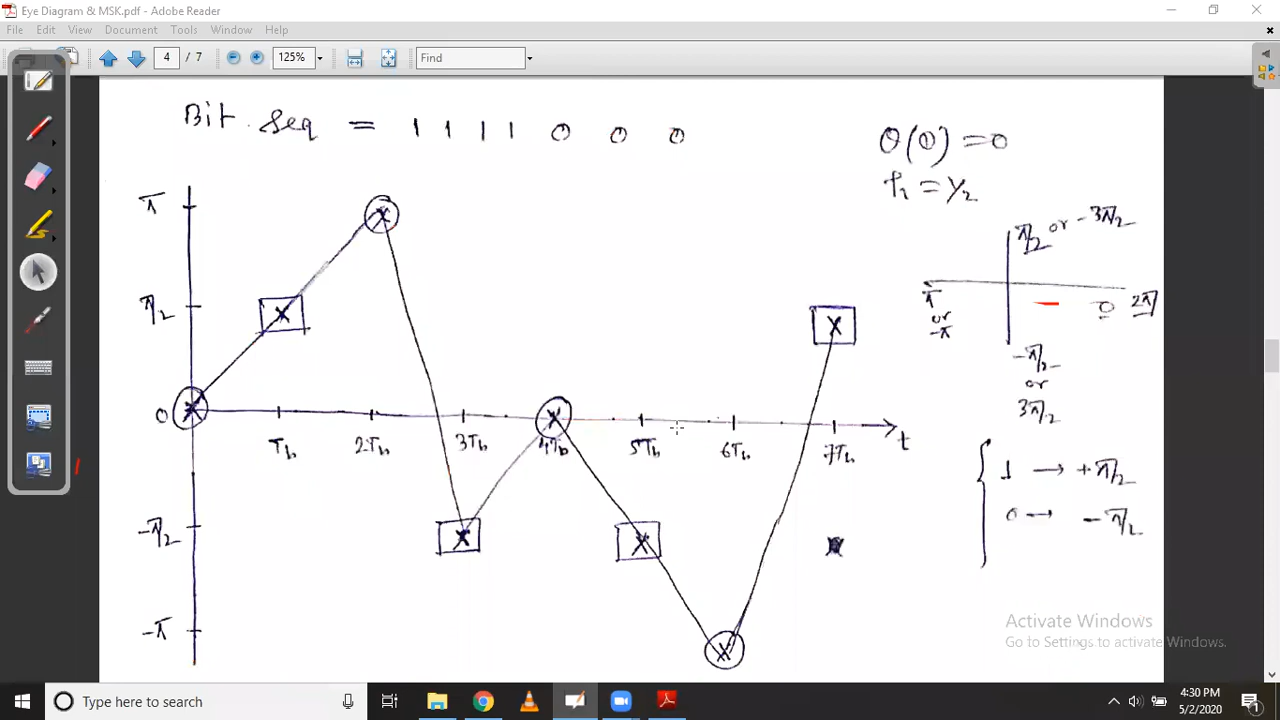 Eye Diagram & MSK.pdf - Adobe Reader
File Edit View Document Tools Window Help
4 / 7 125% Find
Bit Seq = 1 1 1 1 0 0 0
θ(0) = 0
h = 1/2
π
π/2
0
-π/2
-π
Tb 2Tb 3Tb 4Tb 5Tb 6Tb 7Tb t
π/2 or -3π/2
π or -π
0 2π
-π/2
or
3π/2
1 → +π/2
0 → -π/2
Activate Windows
Go to Settings to activate Windows.
Type here to search
4:30 PM
5/2/2020